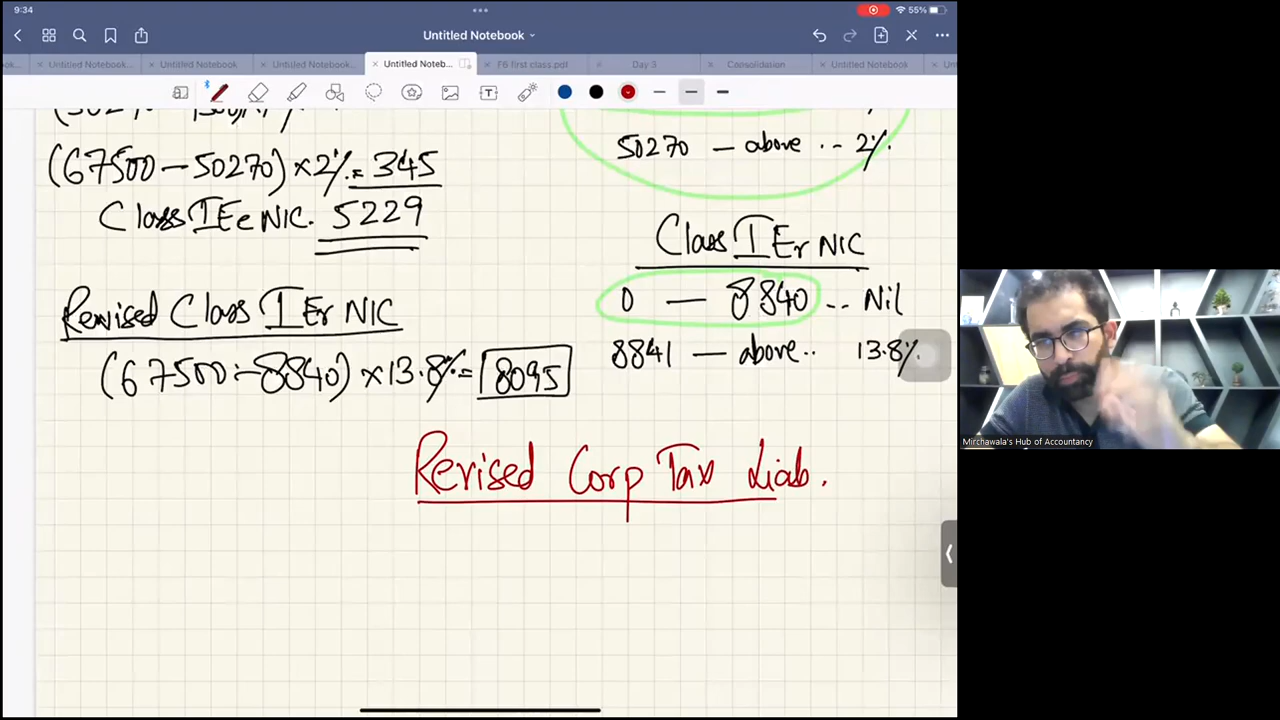 9:34
55%
Untitled Notebook
Untitled Notebook...
Untitled Notebook
Untitled Notebook...
Untitled Noteb...
F6 first class.pdf
Day 3
Consolidation
Untitled Notebook
(67500 - 50270) × 2% = 345
Class I Ee NIC. 5229
Revised Class I Er NIC
(67500 - 8840) × 13.8% = 8095
50270 - above .. 2%
Class I Er NIC
0 - 8840 .. Nil
8841 - above .. 13.8%
Revised Corp Tax Liab.
Mirchawala's Hub of Accountancy